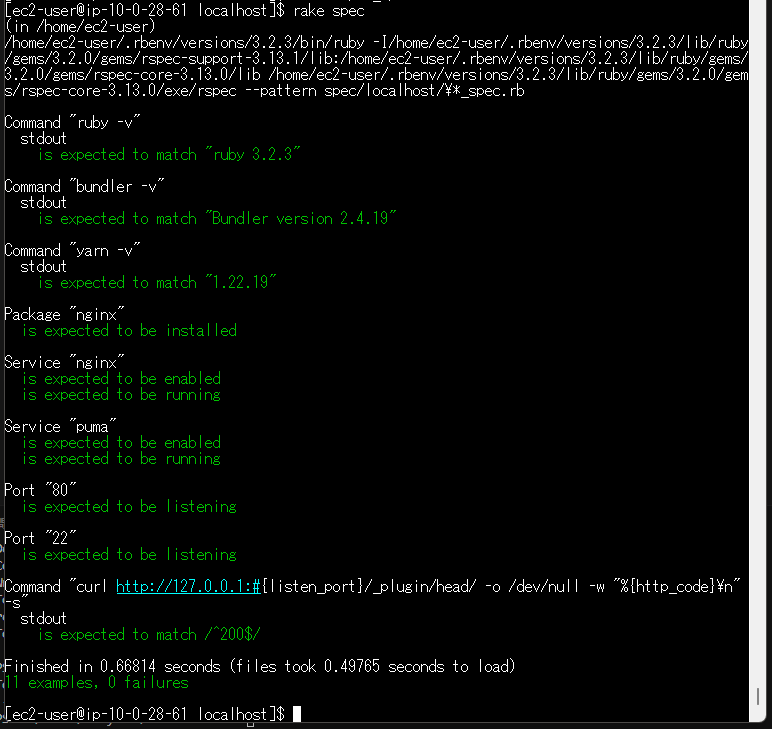 [ec2-user@ip-10-0-28-61 localhost]$ rake spec
(in /home/ec2-user)
/home/ec2-user/.rbenv/versions/3.2.3/bin/ruby -I/home/ec2-user/.rbenv/versions/3.2.3/lib/ruby
/gems/3.2.0/gems/rspec-support-3.13.1/lib:/home/ec2-user/.rbenv/versions/3.2.3/lib/ruby/gems/
3.2.0/gems/rspec-core-3.13.0/lib /home/ec2-user/.rbenv/versions/3.2.3/lib/ruby/gems/3.2.0/gem
s/rspec-core-3.13.0/exe/rspec --pattern spec/localhost/¥*_spec.rb
Command "ruby -v"
stdout
is expected to match "ruby 3.2.3"
Command "bundler -v"
stdout
is expected to match "Bundler version 2.4.19"
Command "yarn -v"
stdout
is expected to match "1.22.19"
Package "nginx"
is expected to be installed
Service "nginx"
is expected to be enabled
is expected to be running
Service "puma"
is expected to be enabled
is expected to be running
Port "80"
is expected to be listening
Port "22"
is expected to be listening
Command "curl http://127.0.0.1:#{listen_port}/_plugin/head/ -o /dev/null -w "%{http_code}¥n"
-s"
stdout
is expected to match /^200$/
Finished in 0.66814 seconds (files took 0.49765 seconds to load)
11 examples, 0 failures
[ec2-user@ip-10-0-28-61 localhost]$